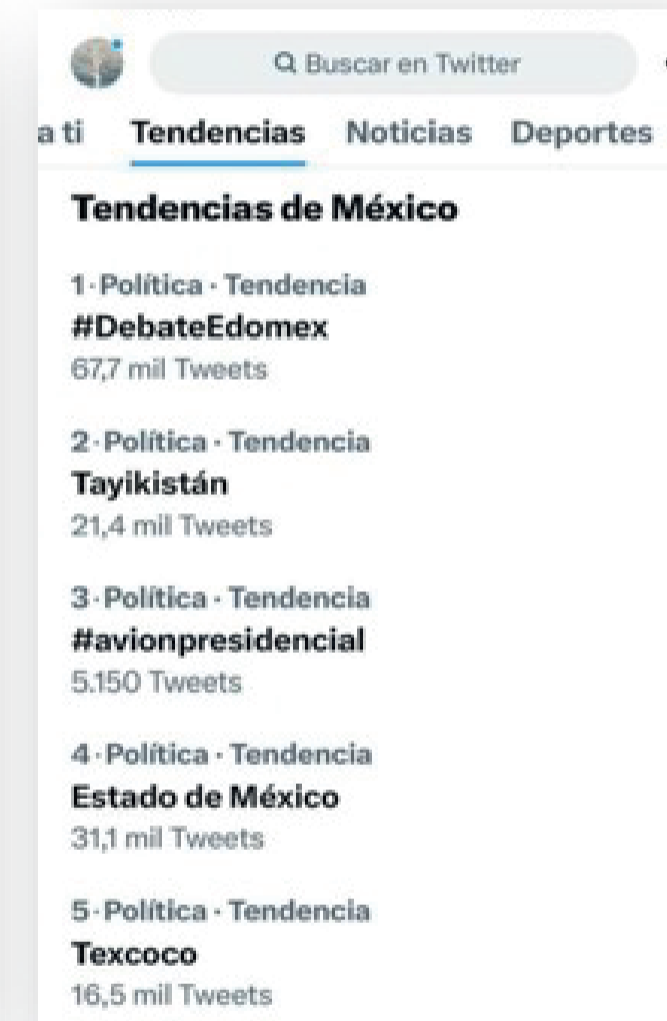 Buscar en Twitter
a ti Tendencias Noticias Deportes
Tendencias de México
1 · Política · Tendencia
#DebateEdomex
67,7 mil Tweets
2 · Política · Tendencia
Tayikistán
21,4 mil Tweets
3 · Política · Tendencia
#avionpresidencial
5.150 Tweets
4 · Política · Tendencia
Estado de México
31,1 mil Tweets
5 · Política · Tendencia
Texcoco
16,5 mil Tweets